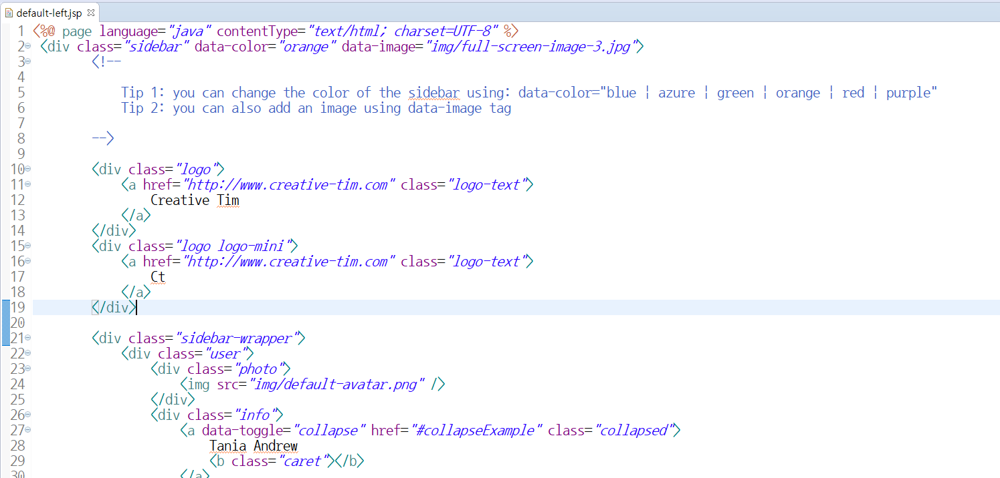 default-left.jsp
1 <%@ page language="java" contentType="text/html; charset=UTF-8" %>
2 <div class="sidebar" data-color="orange" data-image="img/full-screen-image-3.jpg">
3 <!--
4
5 Tip 1: you can change the color of the sidebar using: data-color="blue | azure | green | orange | red | purple"
6 Tip 2: you can also add an image using data-image tag
7
8 -->
9
10 <div class="logo">
11 <a href="http://www.creative-tim.com" class="logo-text">
12 Creative Tim
13 </a>
14 </div>
15 <div class="logo logo-mini">
16 <a href="http://www.creative-tim.com" class="logo-text">
17 Ct
18 </a>
19 </div>
20
21 <div class="sidebar-wrapper">
22 <div class="user">
23 <div class="photo">
24 <img src="img/default-avatar.png" />
25 </div>
26 <div class="info">
27 <a data-toggle="collapse" href="#collapseExample" class="collapsed">
28 Tania Andrew
29 <b class="caret"></b>
30 </a>